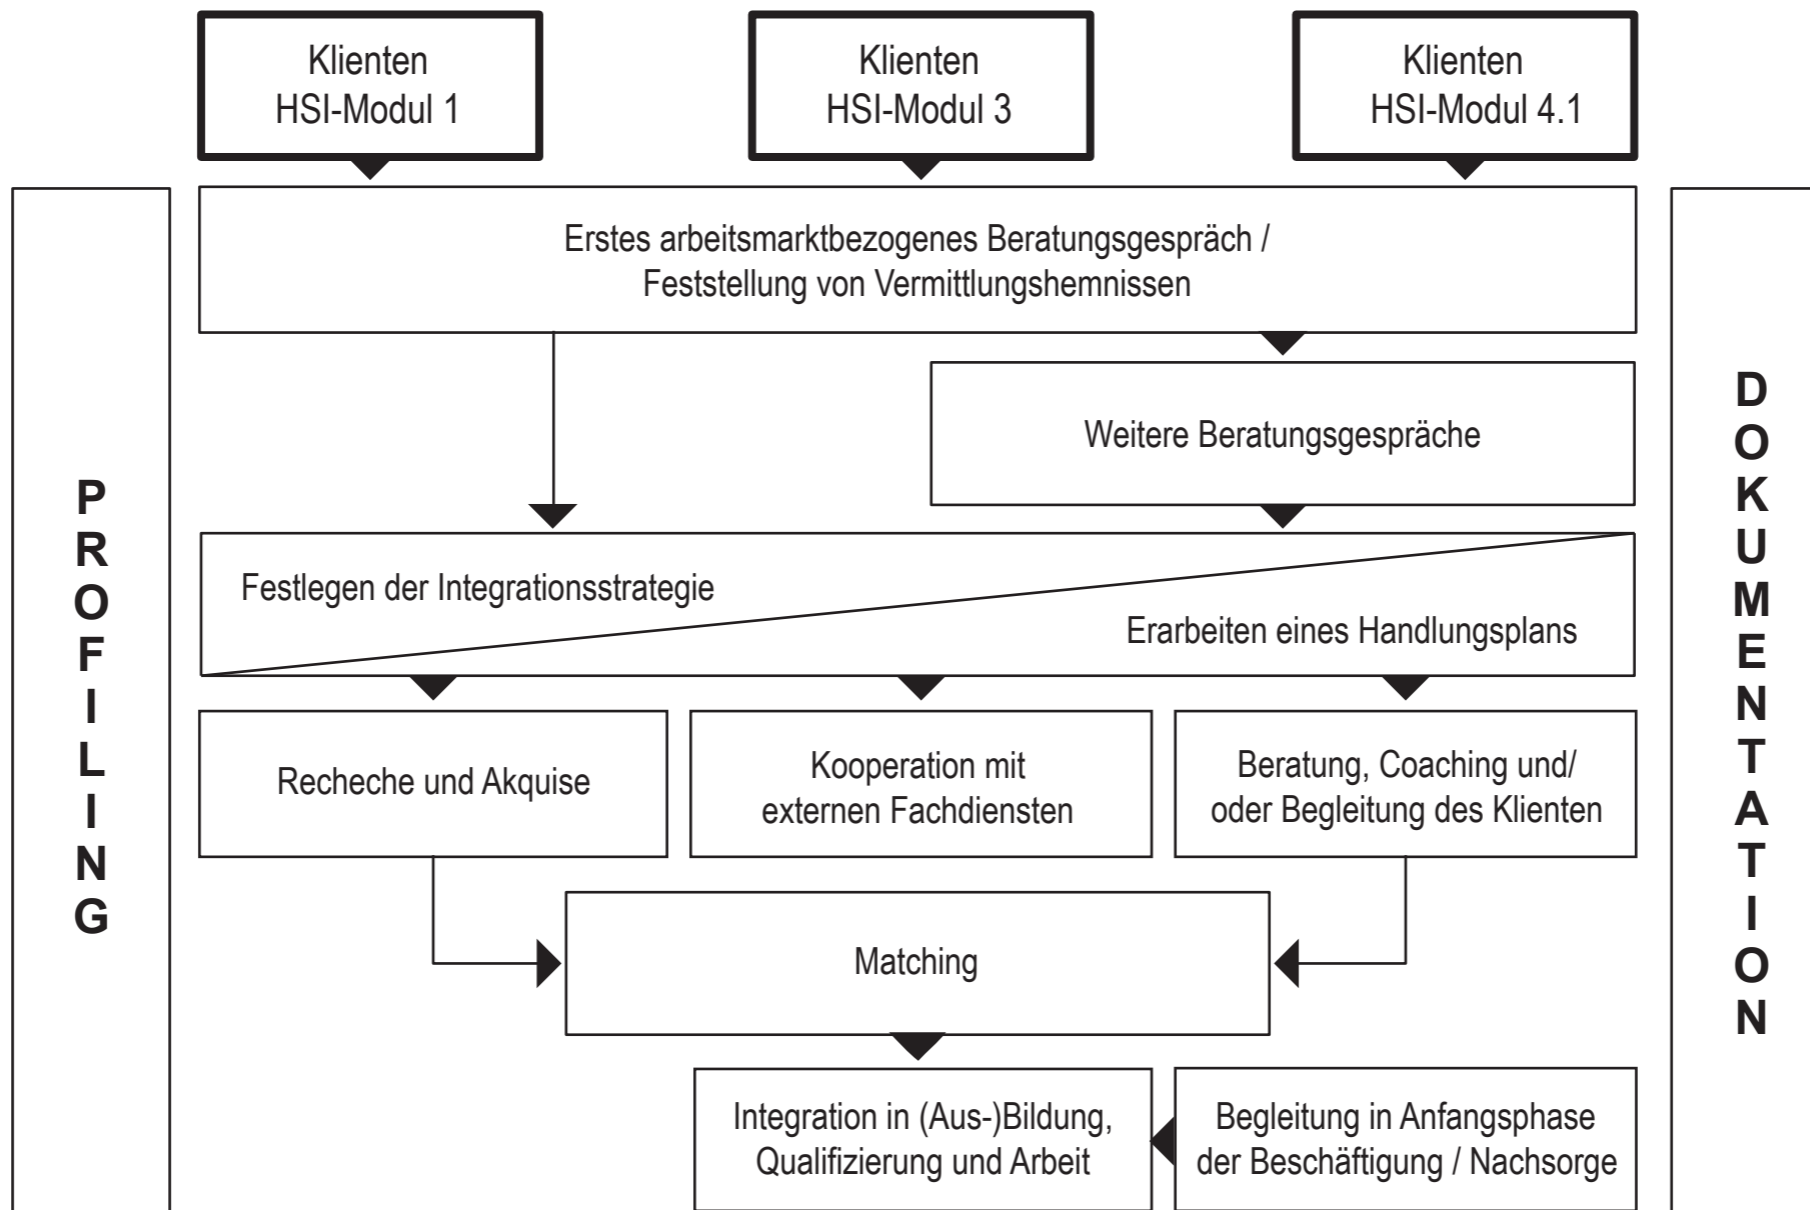 Klienten
HSI-Modul 1
Klienten
HSI-Modul 3
Klienten
HSI-Modul 4.1
PROFILING
Erstes arbeitsmarktbezogenes Beratungsgespräch /
Feststellung von Vermittlungshemnissen
Weitere Beratungsgespräche
Festlegen der Integrationsstrategie
Erarbeiten eines Handlungsplans
Recheche und Akquise
Kooperation mit
externen Fachdiensten
Beratung, Coaching und/
oder Begleitung des Klienten
Matching
Integration in (Aus-)Bildung,
Qualifizierung und Arbeit
Begleitung in Anfangsphase
der Beschäftigung / Nachsorge
DOKUMENTATION